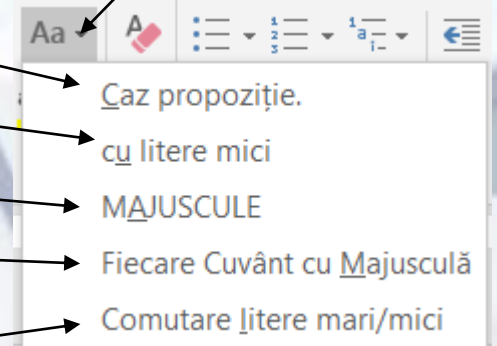 Aa
Caz propoziție.
cu litere mici
MAJUSCULE
Fiecare Cuvânt cu Majusculă
Comutare litere mari/mici